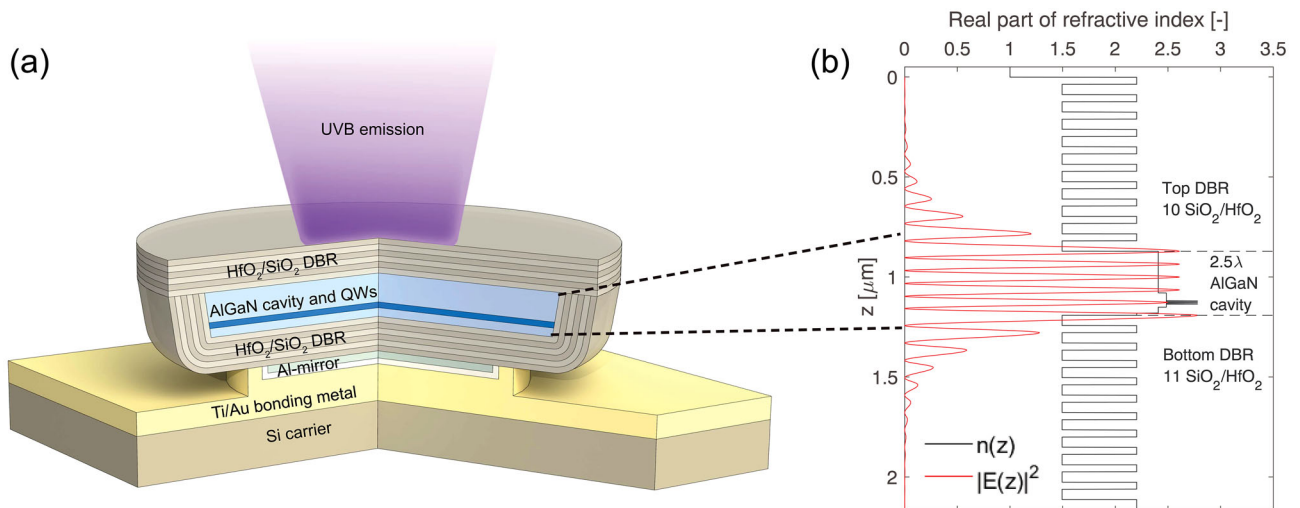 (a)
UVB emission
HfO₂/SiO₂ DBR
AlGaN cavity and QWs
HfO₂/SiO₂ DBR
Al-mirror
Ti/Au bonding metal
Si carrier
(b)
Real part of refractive index [-]
0 0.5 1 1.5 2 2.5 3 3.5
0
0.5
1
1.5
2
z [μm]
Top DBR
10 SiO₂/HfO₂
2.5λ
AlGaN
cavity
Bottom DBR
11 SiO₂/HfO₂
n(z)
|E(z)|²